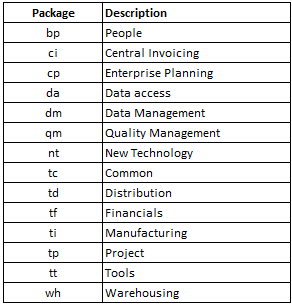 Package Description
bp People
ci Central Invoicing
cp Enterprise Planning
da Data access
dm Data Management
qm Quality Management
nt New Technology
tc Common
td Distribution
tf Financials
ti Manufacturing
tp Project
tt Tools
wh Warehousing